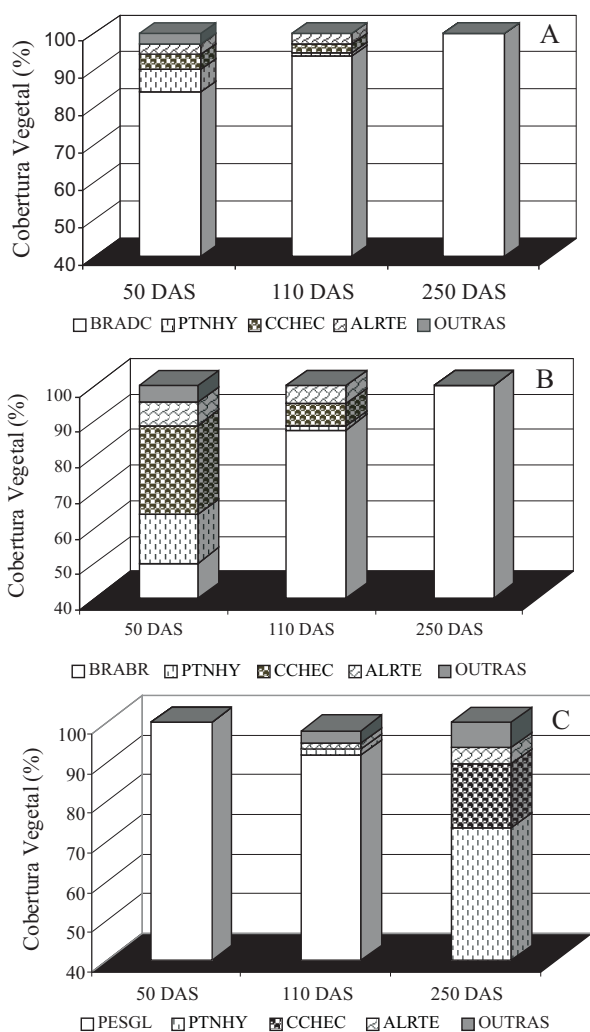 A
Cobertura Vegetal (%)
100
90
80
70
60
50
40
50 DAS 110 DAS 250 DAS
BRADC PTNHY CCHEC ALRTE OUTRAS
B
Cobertura Vegetal (%)
100
90
80
70
60
50
40
50 DAS 110 DAS 250 DAS
BRABR PTNHY CCHEC ALRTE OUTRAS
C
Cobertura Vegetal (%)
100
90
80
70
60
50
40
50 DAS 110 DAS 250 DAS
PESGL PTNHY CCHEC ALRTE OUTRAS